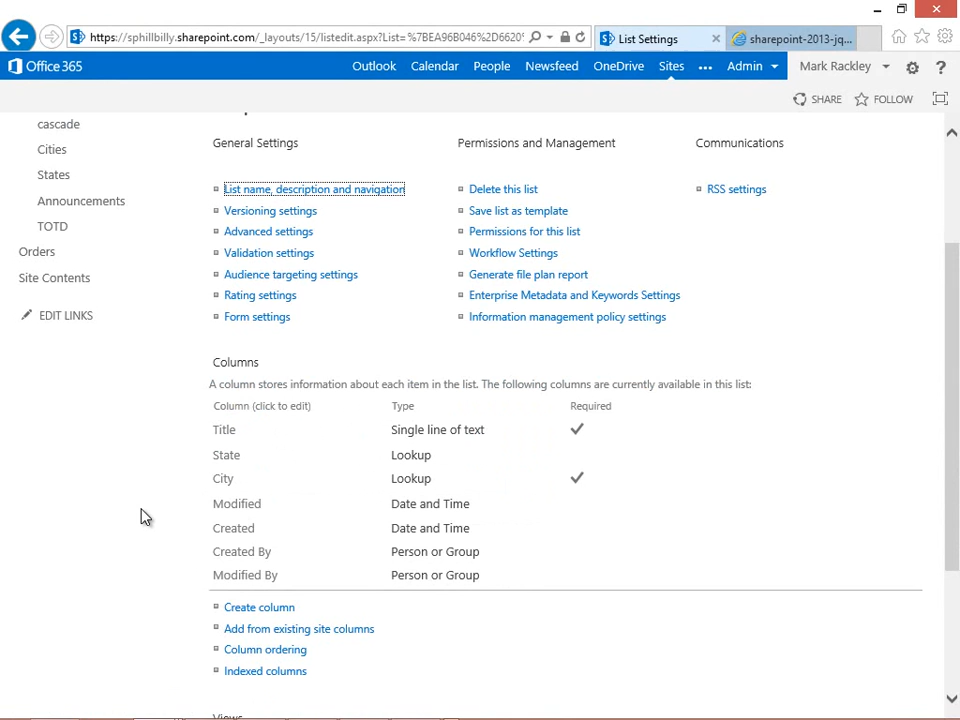 https://sphillbilly.sharepoint.com/_layouts/15/listedit.aspx?List=%7BEA96B046%2D6620
List Settings
sharepoint-2013-jq...
Office 365
Outlook
Calendar
People
Newsfeed
OneDrive
Sites
Admin
Mark Rackley
?
SHARE
FOLLOW
cascade
Cities
States
Announcements
TOTD
Orders
Site Contents
EDIT LINKS
General Settings
List name, description and navigation
Versioning settings
Advanced settings
Validation settings
Audience targeting settings
Rating settings
Form settings
Permissions and Management
Delete this list
Save list as template
Permissions for this list
Workflow Settings
Generate file plan report
Enterprise Metadata and Keywords Settings
Information management policy settings
Communications
RSS settings
Columns
A column stores information about each item in the list. The following columns are currently available in this list:
Column (click to edit) Type Required
Title Single line of text
State Lookup
City Lookup
Modified Date and Time
Created Date and Time
Created By Person or Group
Modified By Person or Group
Create column
Add from existing site columns
Column ordering
Indexed columns
Views